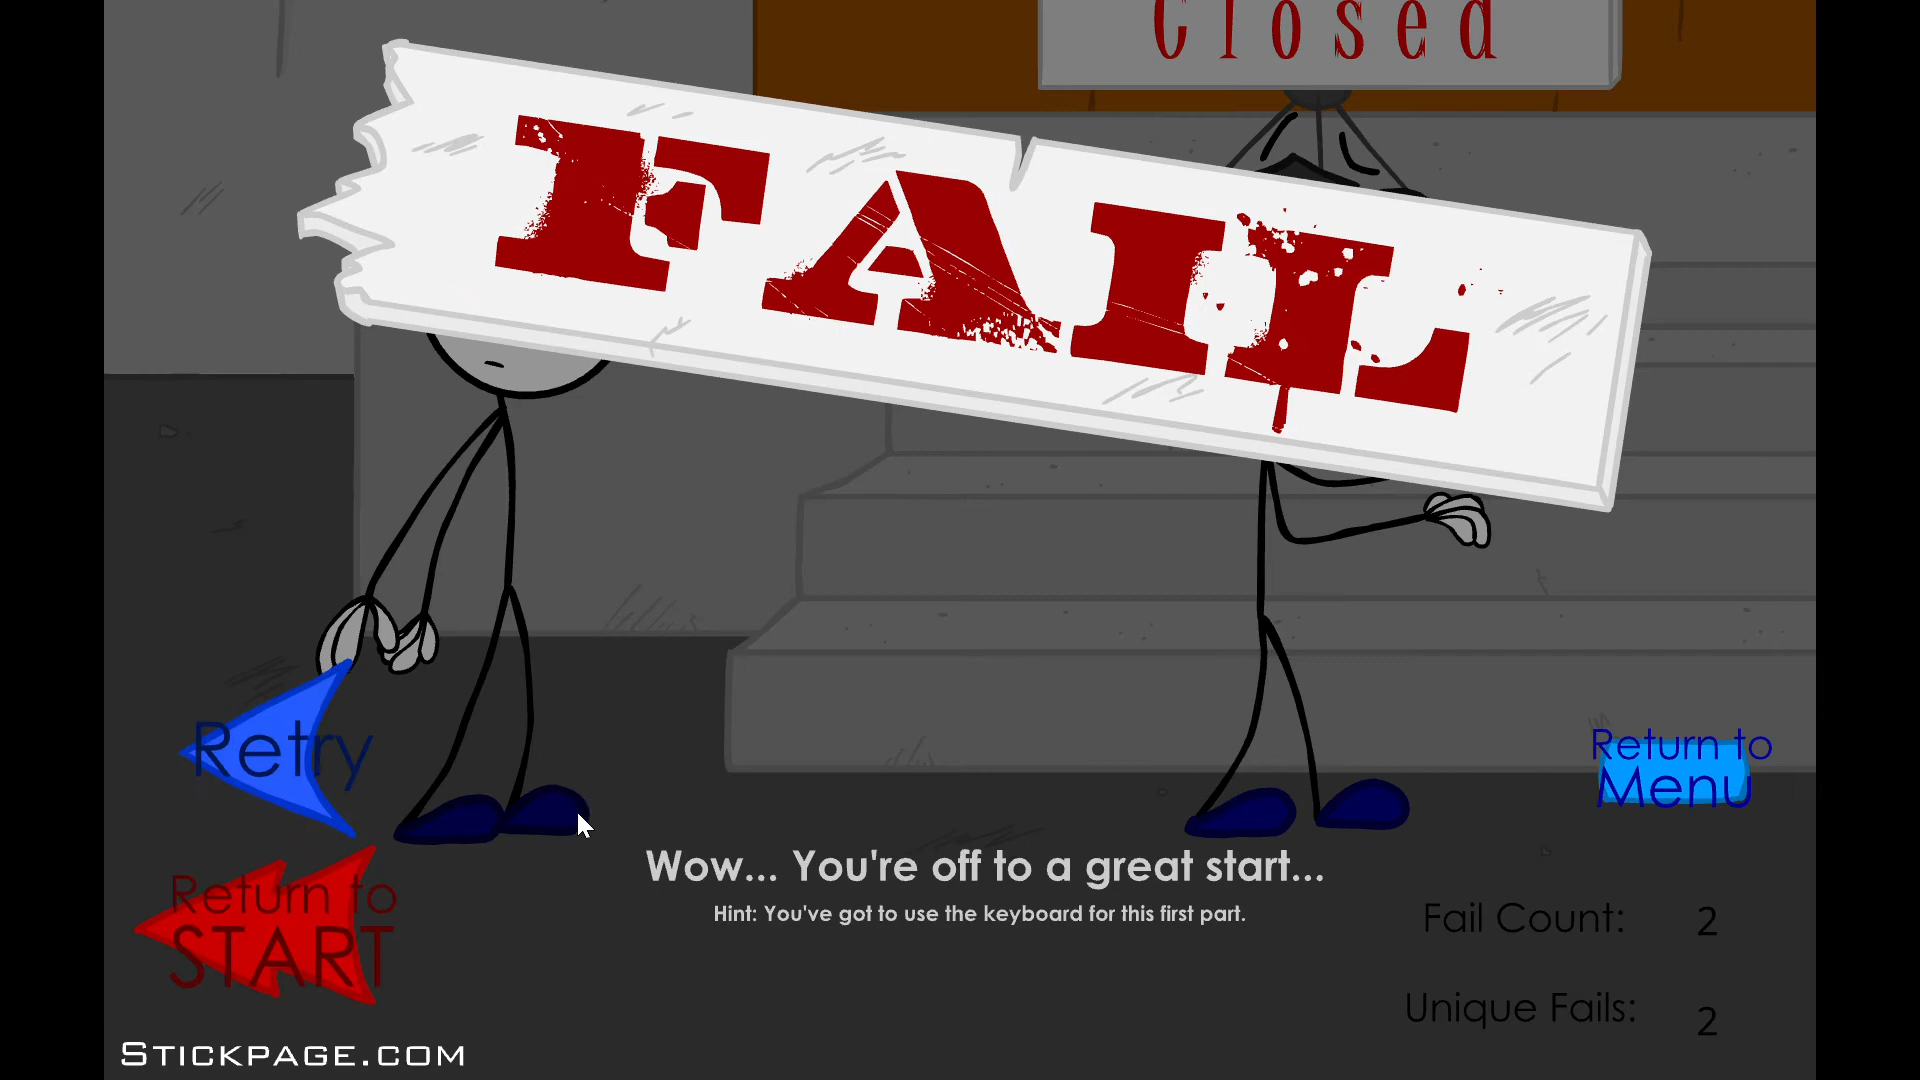 Closed
FAIL
Retry
Return to
Menu
Wow... You're off to a great start...
Return to
START
Hint: You've got to use the keyboard for this first part.
Fail Count: 2
Unique Fails: 2
STICKPAGE.COM